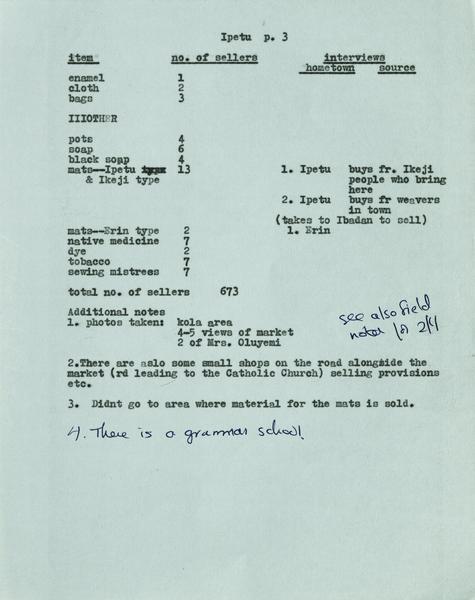 Ipetu p. 3
item no. of sellers interviews
hometown source
enamel 1
cloth 2
bags 3
IIIOTHER
pots 4
soap 6
black soap 4
mats--Ipetu 13 1. Ipetu buys fr. Ikeji
& Ikeji type people who bring
here
2. Ipetu buys fr weavers
in town
(takes to Ibadan to sell)
mats--Erin type 2 1. Erin
native medicine 7
dye 2
tobacco 7
sewing mistress 7
total no. of sellers 673
Additional notes
1. photos taken: kola area
4-5 views of market
2 of Mrs. Oluyemi
see also field
notes 2/4
2.There are aslo some small shops on the road alongside the
market (rd leading to the Catholic Church) selling provisions
etc.
3. Didnt go to area where material for the mats is sold.
4. There is a grammar school